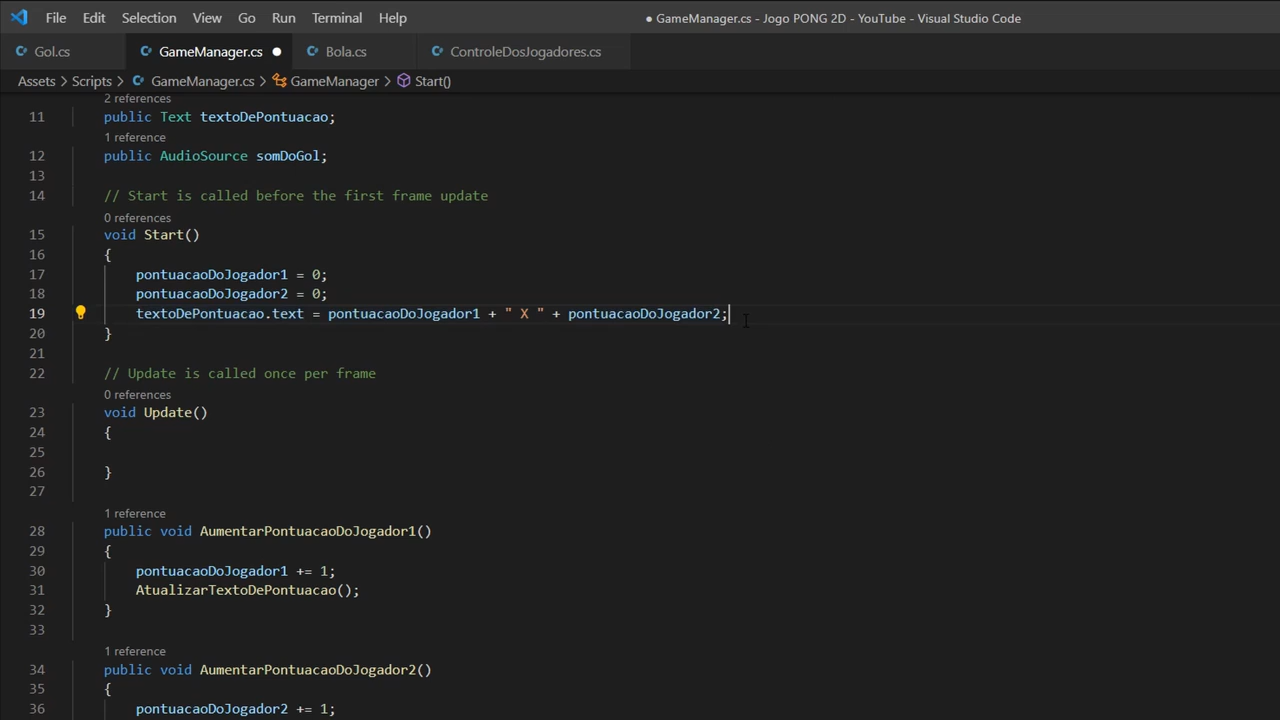 File Edit Selection View Go Run Terminal Help ● GameManager.cs - Jogo PONG 2D - YouTube - Visual Studio Code
Gol.cs GameManager.cs ● Bola.cs ControleDosJogadores.cs
Assets > Scripts > GameManager.cs > GameManager > Start()
2 references
11 public Text textoDePontuacao;
1 reference
12 public AudioSource somDoGol;
13
14 // Start is called before the first frame update
0 references
15 void Start()
16 {
17 pontuacaoDoJogador1 = 0;
18 pontuacaoDoJogador2 = 0;
19 textoDePontuacao.text = pontuacaoDoJogador1 + " X " + pontuacaoDoJogador2;
20 }
21
22 // Update is called once per frame
0 references
23 void Update()
24 {
25
26 }
27
1 reference
28 public void AumentarPontuacaoDoJogador1()
29 {
30 pontuacaoDoJogador1 += 1;
31 AtualizarTextoDePontuacao();
32 }
33
1 reference
34 public void AumentarPontuacaoDoJogador2()
35 {
36 pontuacaoDoJogador2 += 1;